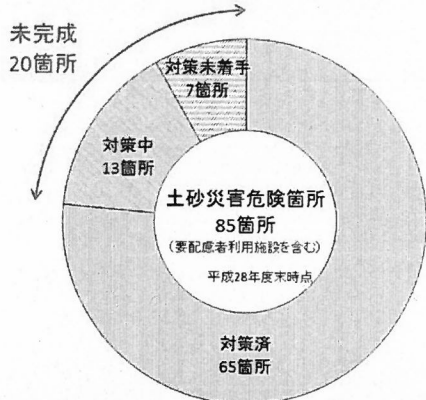 未完成
20箇所
対策未着手
7箇所
対策中
13箇所
土砂災害危険箇所
85箇所
(要配慮者利用施設を含む)
平成28年度末時点
対策済
65箇所